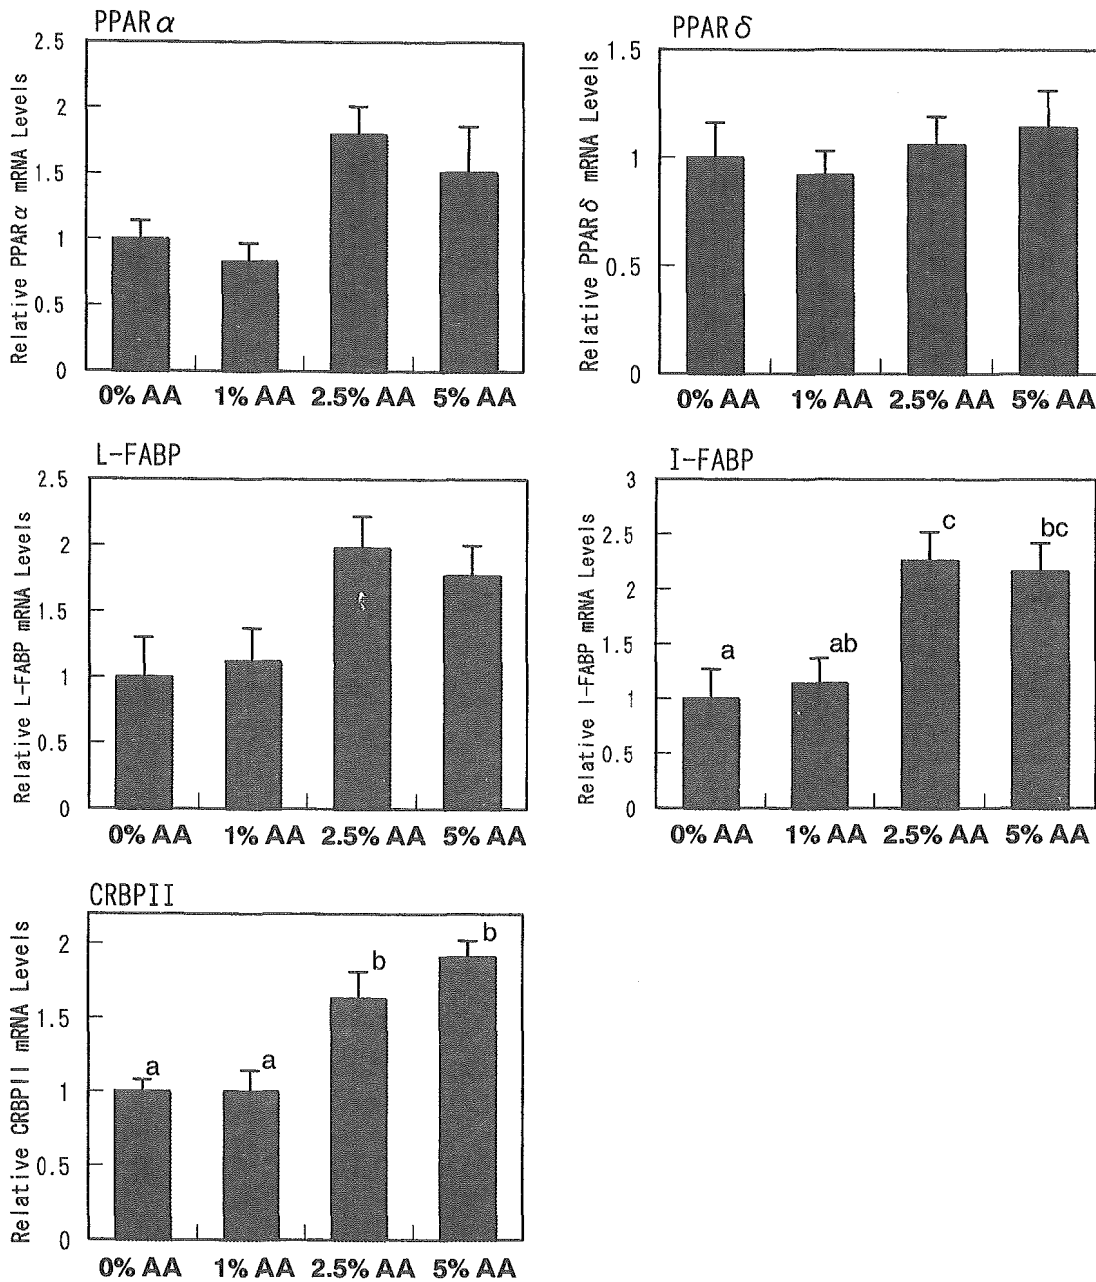 PPAR α
Relative PPAR α mRNA Levels
2.5
2
1.5
1
0.5
0
0% AA 1% AA 2.5% AA 5% AA
PPAR δ
Relative PPAR δ mRNA Levels
1.5
1
0.5
0
0% AA 1% AA 2.5% AA 5% AA
L-FABP
Relative L-FABP mRNA Levels
2.5
2
1.5
1
0.5
0
0% AA 1% AA 2.5% AA 5% AA
I-FABP
Relative I-FABP mRNA Levels
3
2.5
2
1.5
1
0.5
0
a ab c bc
0% AA 1% AA 2.5% AA 5% AA
CRBPII
Relative CRBPII mRNA Levels
2
1.5
1
0.5
0
a a b b
0% AA 1% AA 2.5% AA 5% AA